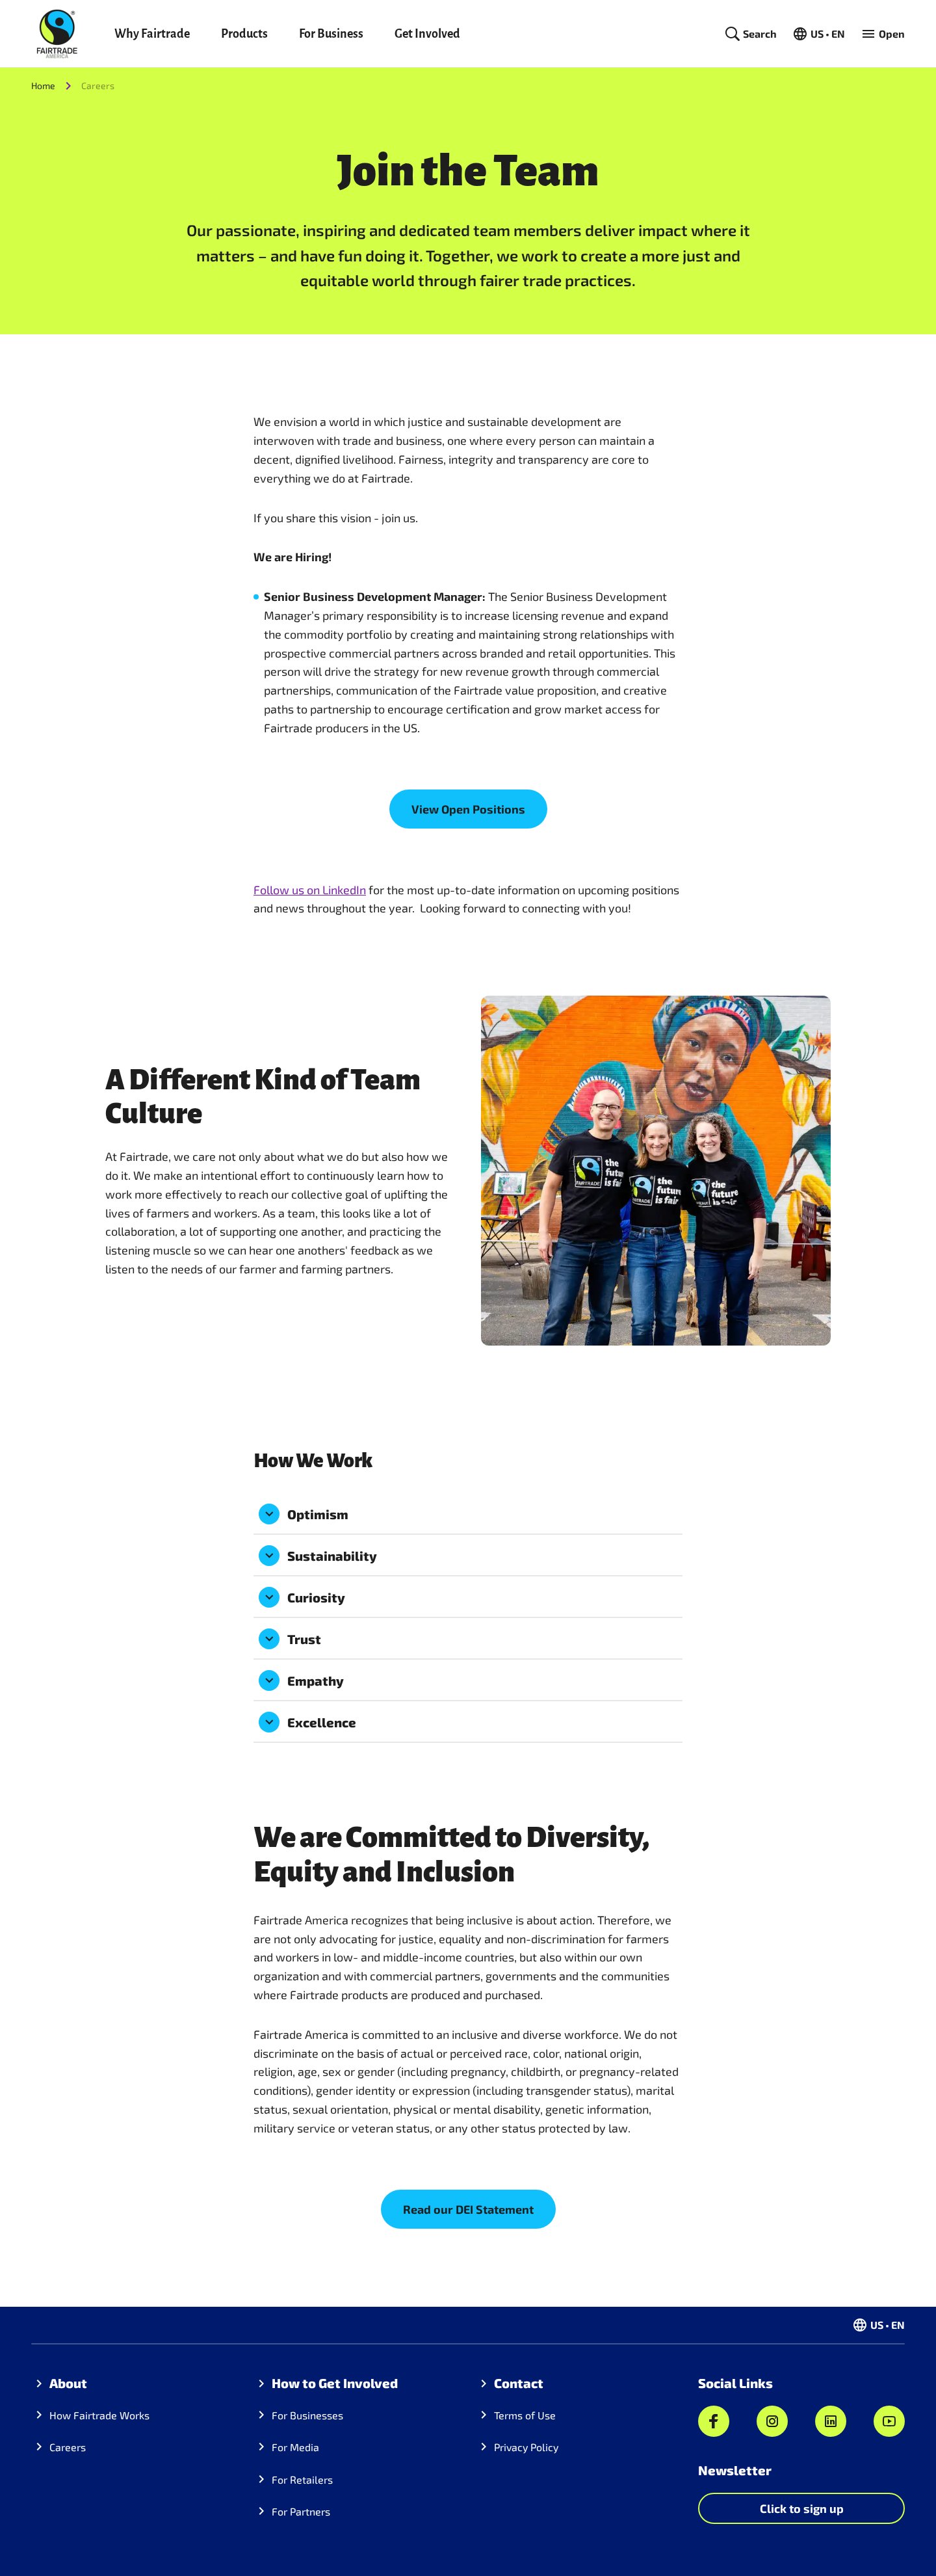 FAIRTRADE
AMERICA
Why Fairtrade
Products
For Business
Get Involved
Search
US • EN
Open
Home
Careers
Join the Team
Our passionate, inspiring and dedicated team members deliver impact where it
matters – and have fun doing it. Together, we work to create a more just and
equitable world through fairer trade practices.
We envision a world in which justice and sustainable development are
interwoven with trade and business, one where every person can maintain a
decent, dignified livelihood. Fairness, integrity and transparency are core to
everything we do at Fairtrade.
If you share this vision - join us.
We are Hiring!
Senior Business Development Manager: The Senior Business Development
Manager's primary responsibility is to increase licensing revenue and expand
the commodity portfolio by creating and maintaining strong relationships with
prospective commercial partners across branded and retail opportunities. This
person will drive the strategy for new revenue growth through commercial
partnerships, communication of the Fairtrade value proposition, and creative
paths to partnership to encourage certification and grow market access for
Fairtrade producers in the US.
View Open Positions
Follow us on LinkedIn for the most up-to-date information on upcoming positions
and news throughout the year.  Looking forward to connecting with you!
A Different Kind of Team
Culture
At Fairtrade, we care not only about what we do but also how we
do it. We make an intentional effort to continuously learn how to
work more effectively to reach our collective goal of uplifting the
lives of farmers and workers. As a team, this looks like a lot of
collaboration, a lot of supporting one another, and practicing the
listening muscle so we can hear one anothers' feedback as we
listen to the needs of our farmer and farming partners.
the
future
is fair
FAIRTRADE
How We Work
Optimism
Sustainability
Curiosity
Trust
Empathy
Excellence
We are Committed to Diversity,
Equity and Inclusion
Fairtrade America recognizes that being inclusive is about action. Therefore, we
are not only advocating for justice, equality and non-discrimination for farmers
and workers in low- and middle-income countries, but also within our own
organization and with commercial partners, governments and the communities
where Fairtrade products are produced and purchased.
Fairtrade America is committed to an inclusive and diverse workforce. We do not
discriminate on the basis of actual or perceived race, color, national origin,
religion, age, sex or gender (including pregnancy, childbirth, or pregnancy-related
conditions), gender identity or expression (including transgender status), marital
status, sexual orientation, physical or mental disability, genetic information,
military service or veteran status, or any other status protected by law.
Read our DEI Statement
US • EN
About
How Fairtrade Works
Careers
How to Get Involved
For Businesses
For Media
For Retailers
For Partners
Contact
Terms of Use
Privacy Policy
Social Links
Newsletter
Click to sign up